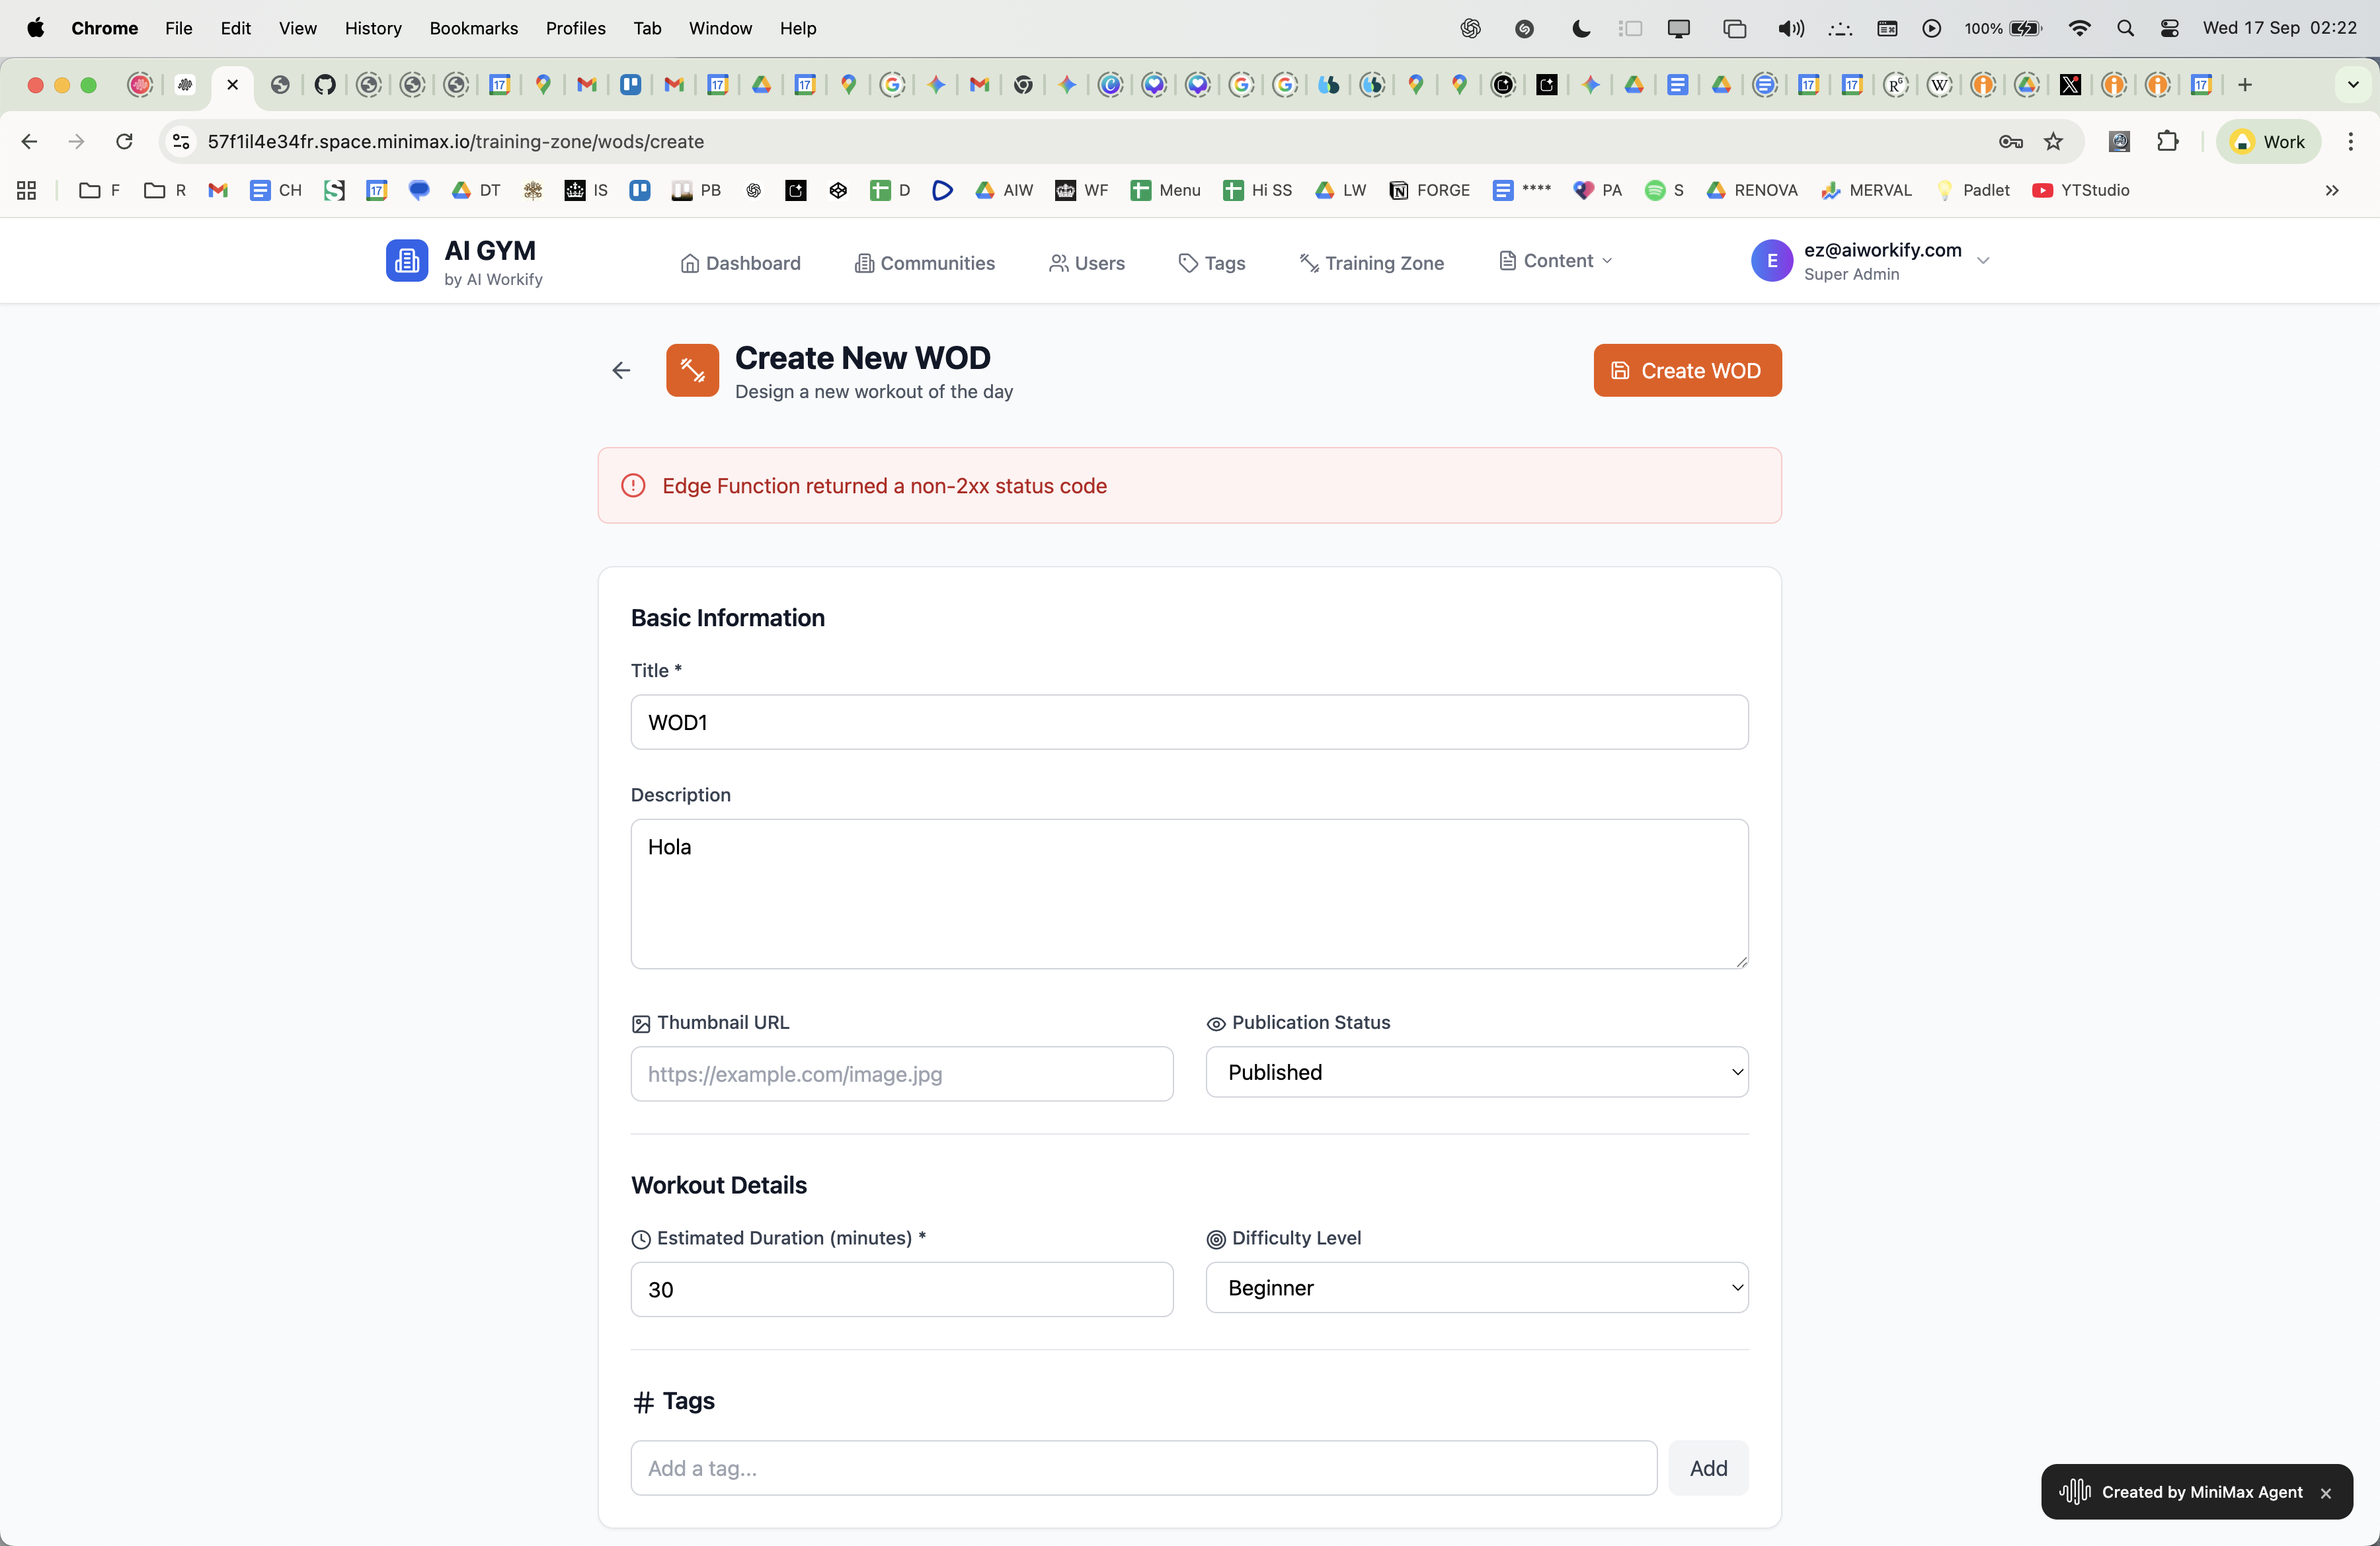 Chrome File Edit View History Bookmarks Profiles Tab Window Help 100% Wed 17 Sep 02:22
57f1il4e34fr.space.minimax.io/training-zone/wods/create Work
F R CH 17 DT IS PB D AIW WF Menu Hi SS LW FORGE **** PA S RENOVA MERVAL Padlet YTStudio
AI GYM
by AI Workify
Dashboard Communities Users Tags Training Zone Content
E
ez@aiworkify.com
Super Admin
Create New WOD
Design a new workout of the day
Create WOD
Edge Function returned a non-2xx status code
Basic Information
Title *
WOD1
Description
Hola
Thumbnail URL
https://example.com/image.jpg
Publication Status
Published
Workout Details
Estimated Duration (minutes) *
30
Difficulty Level
Beginner
# Tags
Add a tag...
Add
Created by MiniMax Agent